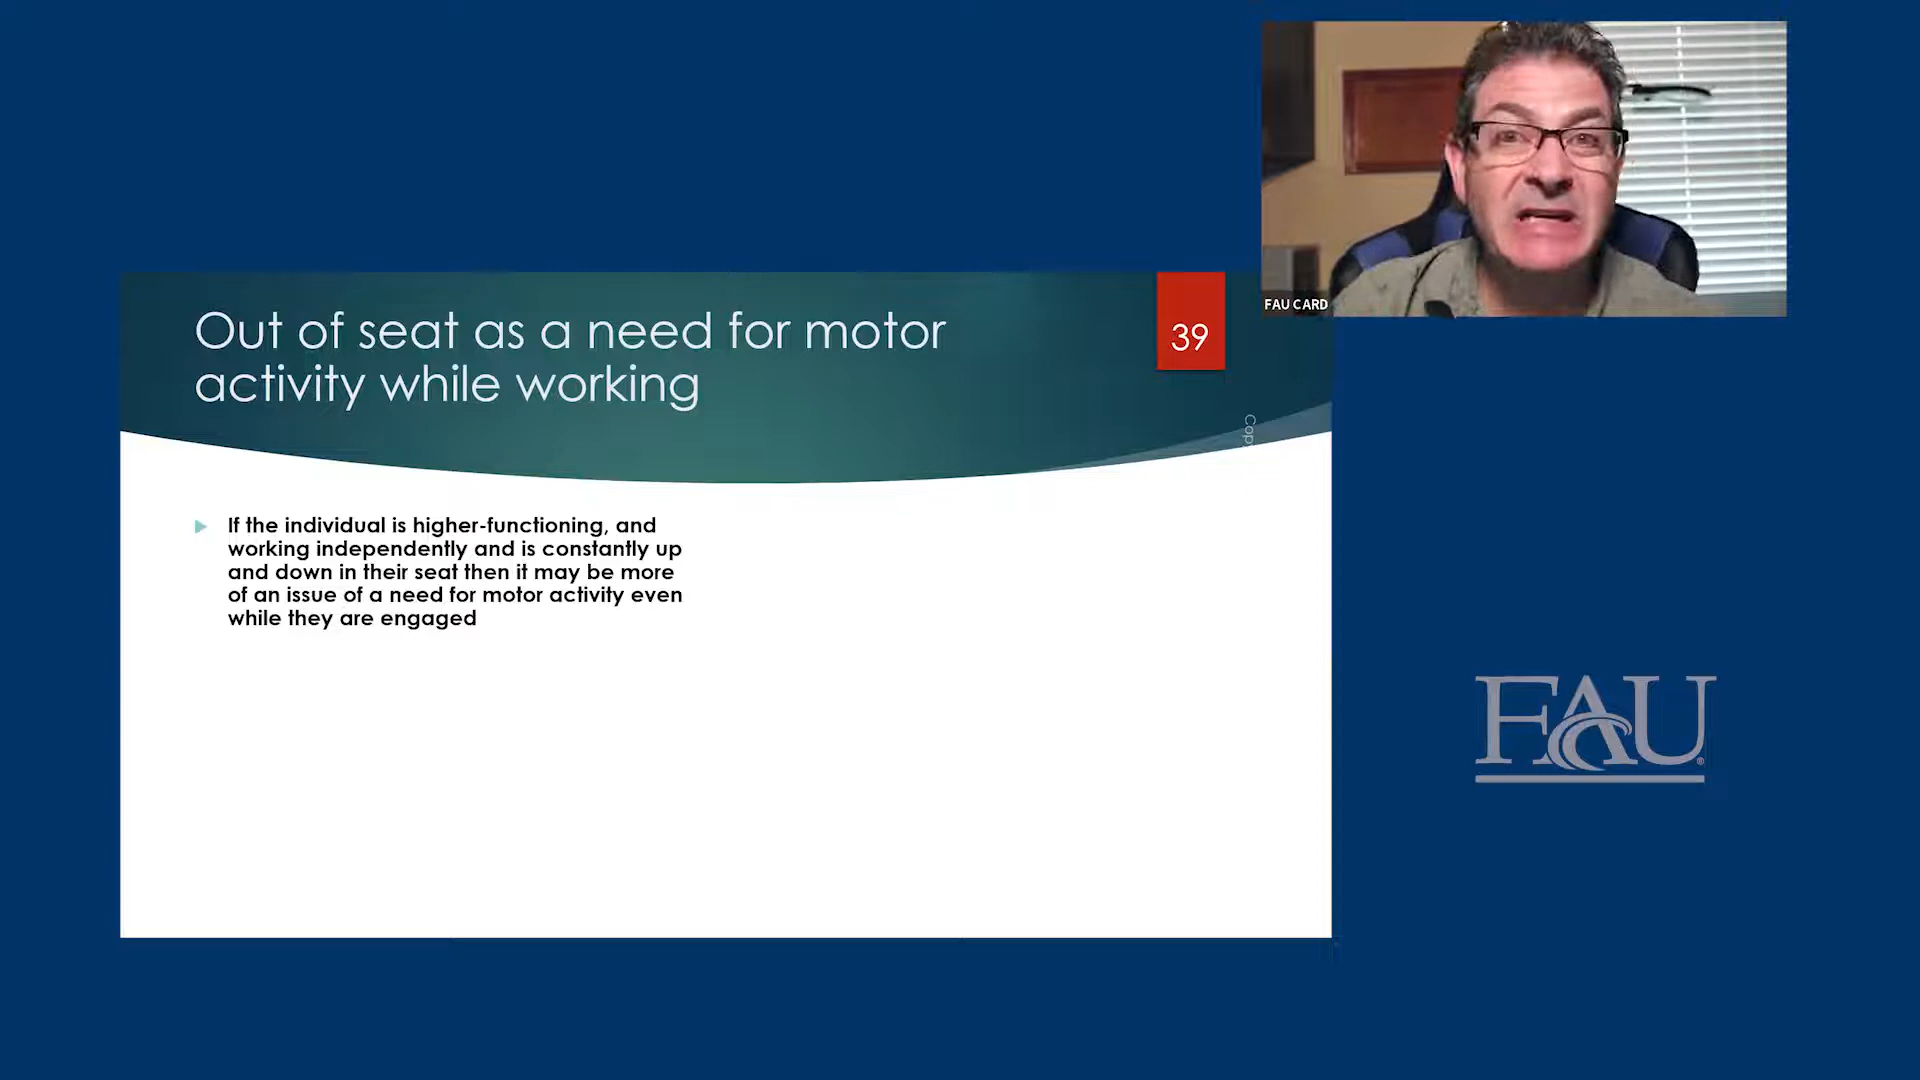 FAU CARD
Out of seat as a need for motor
activity while working
39
▶ If the individual is higher-functioning, and
working independently and is constantly up
and down in their seat then it may be more
of an issue of a need for motor activity even
while they are engaged
FAU®